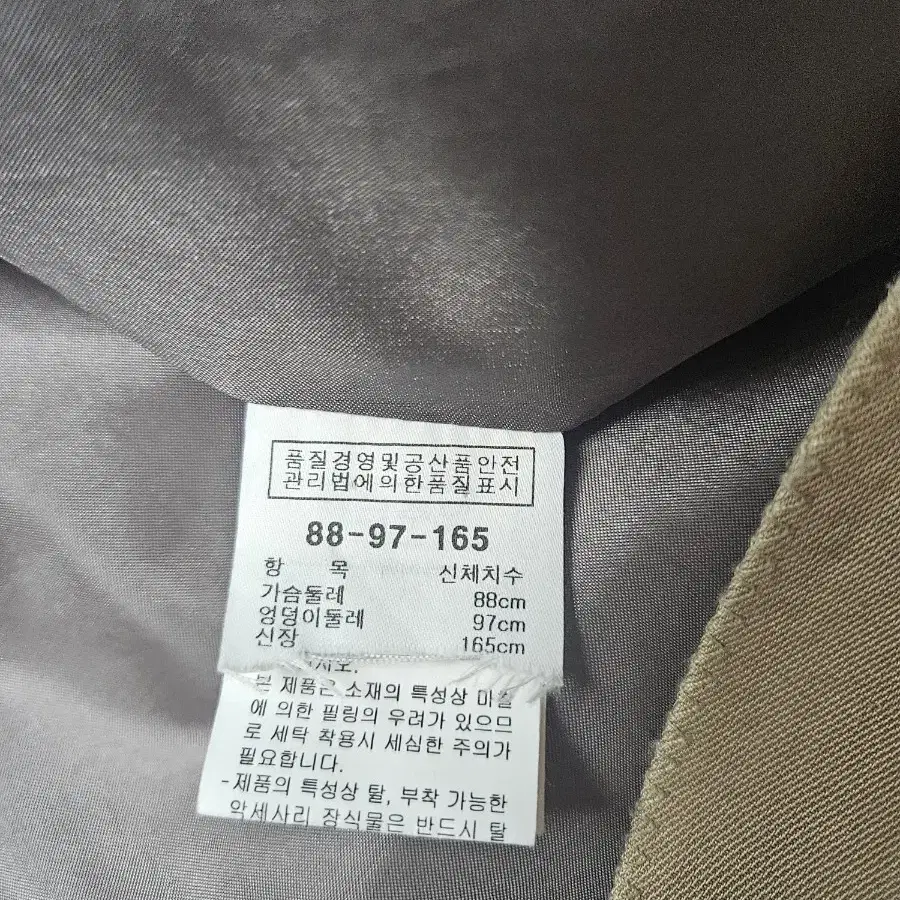 품질경영및공산품안전
관리법에의한품질표시
88-97-165
항 목 신체치수
가슴둘레 88cm
엉덩이둘레 97cm
신장 165cm
본 제품은 소재의 특성상 마찰
에 의한 필링의 우려가 있으므
로 세탁 착용시 세심한 주의가
필요합니다.
-제품의 특성상 탈, 부착 가능한
악세사리 장식물은 반드시 탈